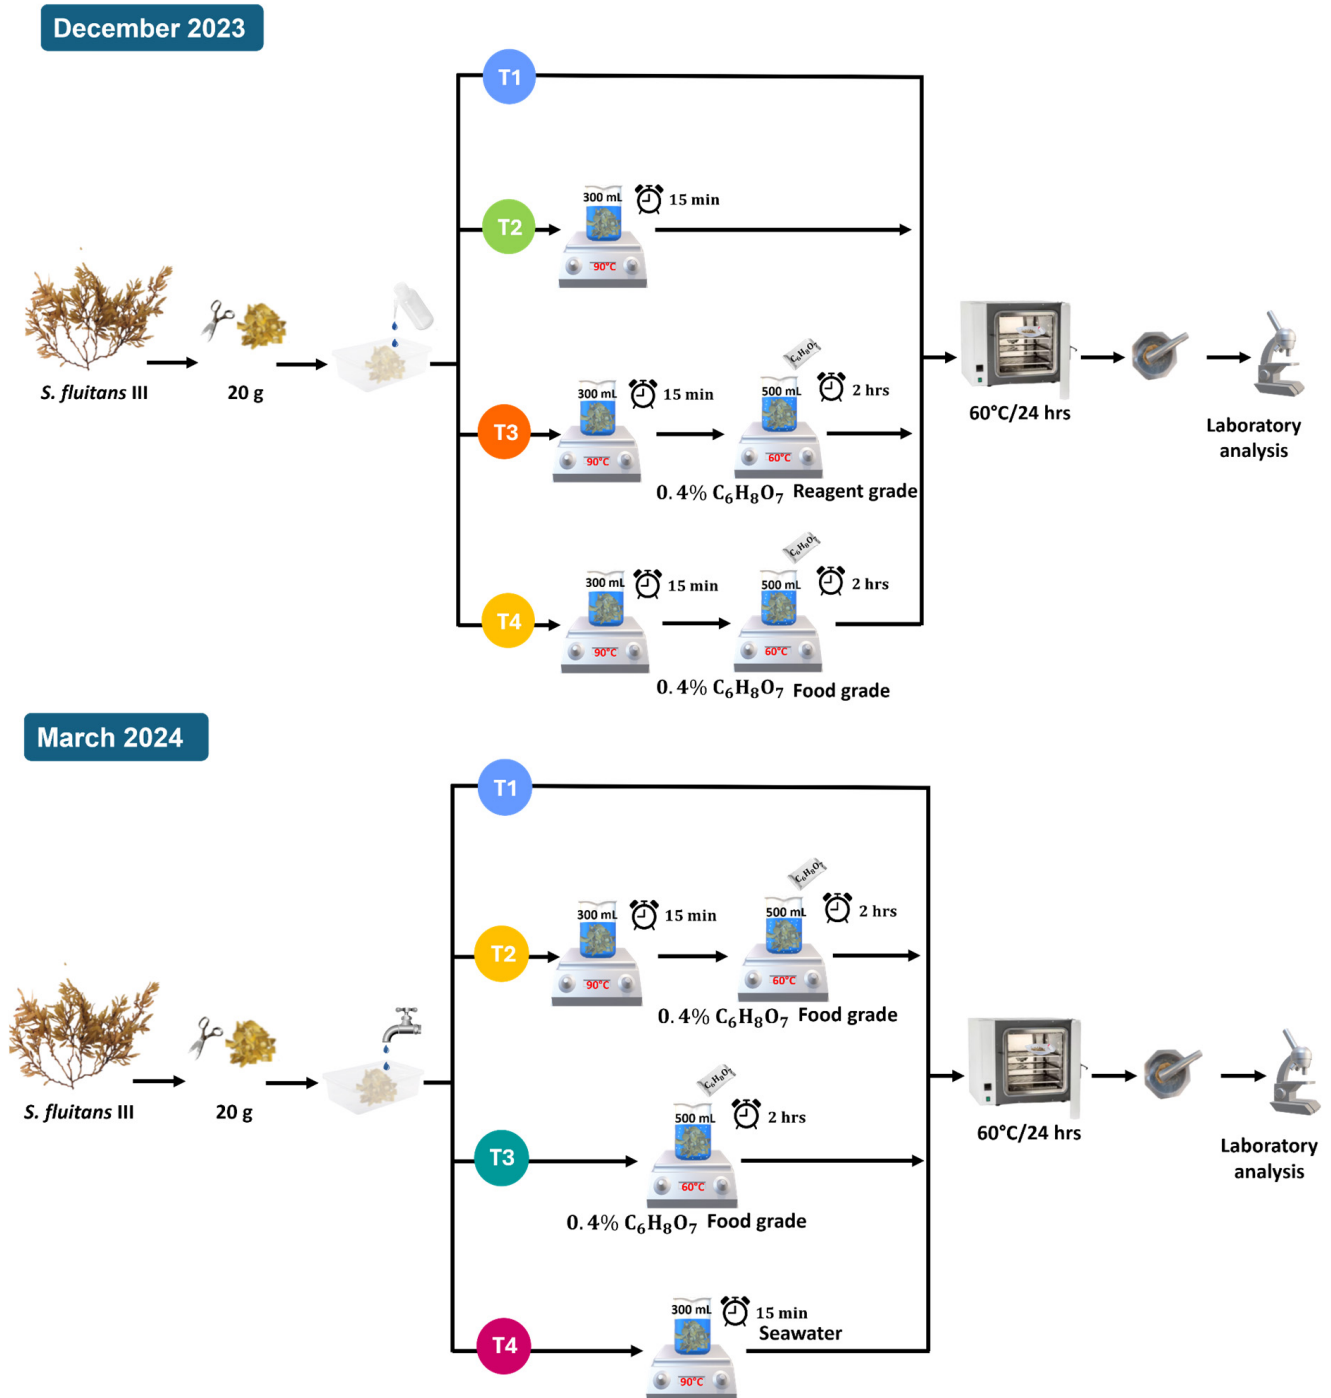 December 2023
T1
300 mL
15 min
T2
90°C
S. fluitans III
20 g
60°C/24 hrs
Laboratory
analysis
C₆H₈O₇
300 mL
15 min
500 mL
2 hrs
T3
90°C
60°C
0.4% C₆H₈O₇ Reagent grade
C₆H₈O₇
300 mL
15 min
500 mL
2 hrs
T4
90°C
60°C
0.4% C₆H₈O₇ Food grade
March 2024
T1
C₆H₈O₇
300 mL
15 min
500 mL
2 hrs
T2
90°C
60°C
0.4% C₆H₈O₇ Food grade
S. fluitans III
20 g
60°C/24 hrs
Laboratory
analysis
C₆H₈O₇
500 mL
2 hrs
T3
60°C
0.4% C₆H₈O₇ Food grade
300 mL
15 min
Seawater
T4
90°C